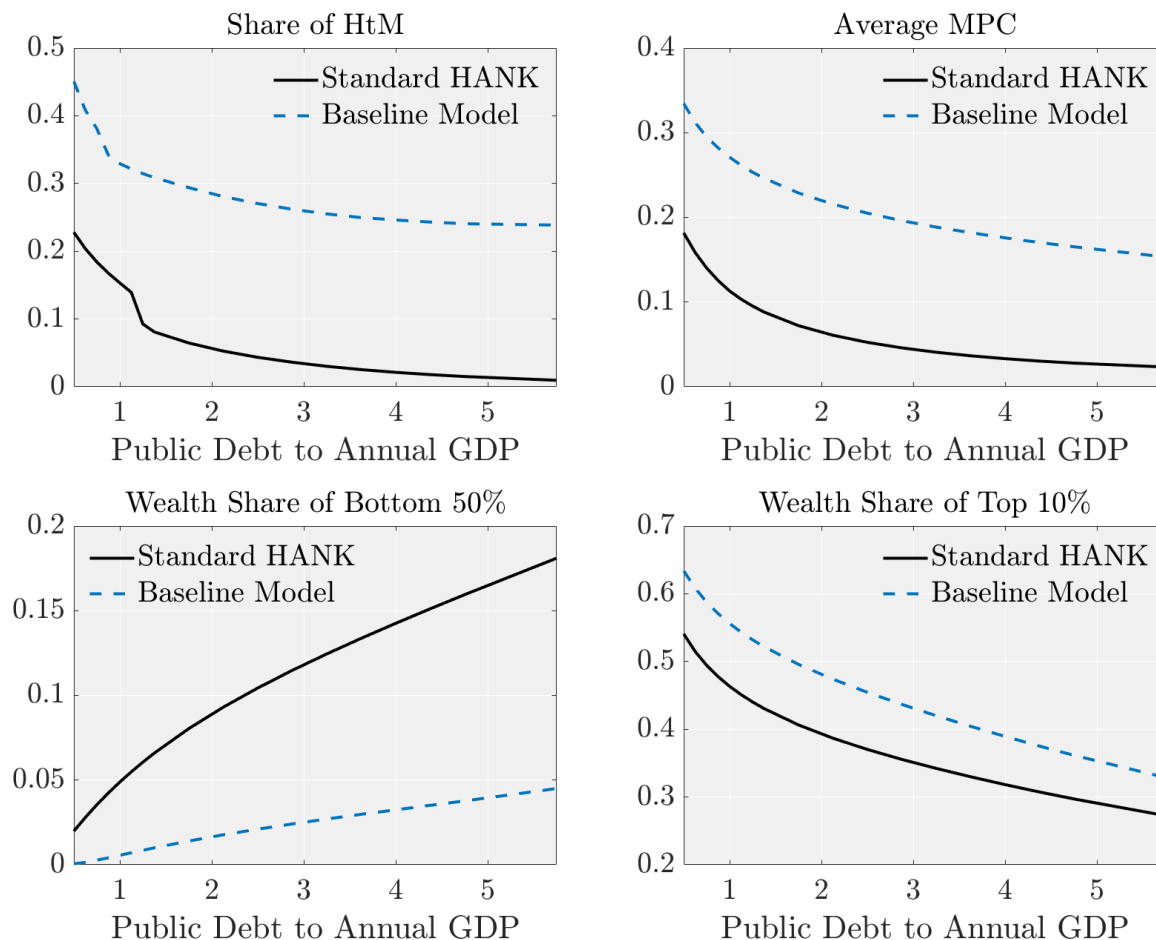 Share of HtM
0.5
0.4
0.3
0.2
0.1
0
Standard HANK
Baseline Model
1 2 3 4 5
Public Debt to Annual GDP
Average MPC
0.4
0.3
0.2
0.1
0
Standard HANK
Baseline Model
1 2 3 4 5
Public Debt to Annual GDP
Wealth Share of Bottom 50%
0.2
0.15
0.1
0.05
0
Standard HANK
Baseline Model
1 2 3 4 5
Public Debt to Annual GDP
Wealth Share of Top 10%
0.7
0.6
0.5
0.4
0.3
0.2
Standard HANK
Baseline Model
1 2 3 4 5
Public Debt to Annual GDP